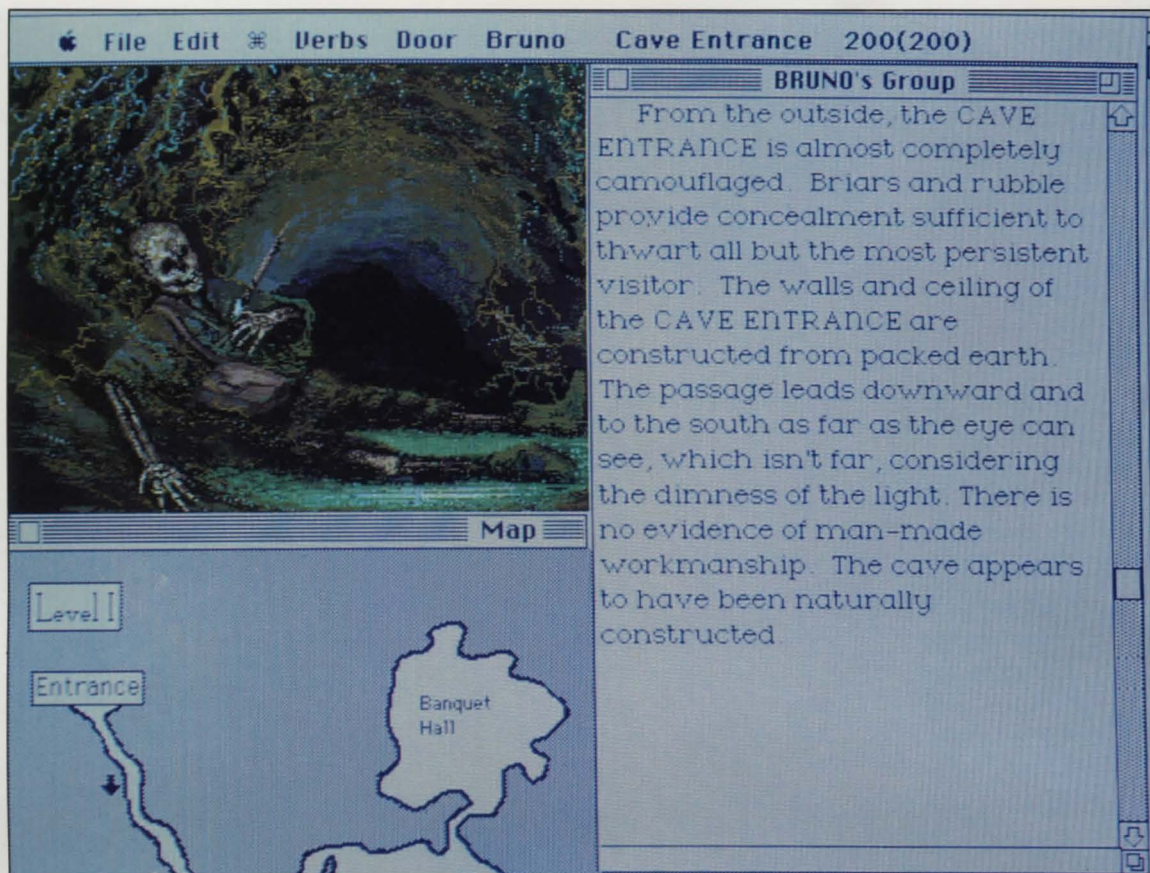 File Edit ⌘ Verbs Door Bruno Cave Entrance 200(200)
BRUNO's Group
From the outside, the CAVE
ENTRANCE is almost completely
camouflaged. Briars and rubble
provide concealment sufficient to
thwart all but the most persistent
visitor. The walls and ceiling of
the CAVE ENTRANCE are
constructed from packed earth.
The passage leads downward and
to the south as far as the eye can
see, which isn't far, considering
the dimness of the light. There is
no evidence of man-made
workmanship. The cave appears
to have been naturally
constructed.
Map
Level I
Entrance
Banquet
Hall